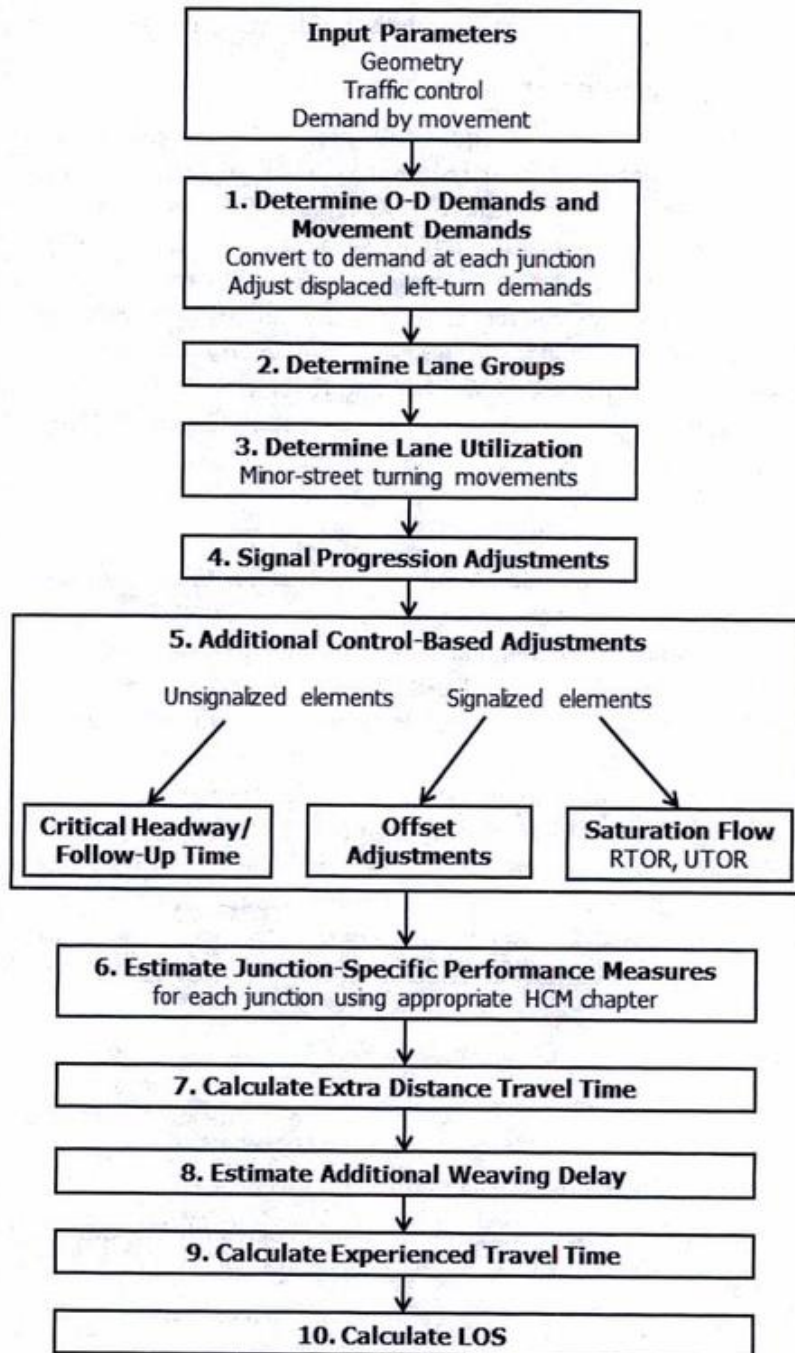 Input Parameters
Geometry
Traffic control
Demand by movement
1. Determine O-D Demands and
Movement Demands
Convert to demand at each junction
Adjust displaced left-turn demands
2. Determine Lane Groups
3. Determine Lane Utilization
Minor-street turning movements
4. Signal Progression Adjustments
5. Additional Control-Based Adjustments
Unsignalized elements
Signalized elements
Critical Headway/
Follow-Up Time
Offset
Adjustments
Saturation Flow
RTOR, UTOR
6. Estimate Junction-Specific Performance Measures
for each junction using appropriate HCM chapter
7. Calculate Extra Distance Travel Time
8. Estimate Additional Weaving Delay
9. Calculate Experienced Travel Time
10. Calculate LOS